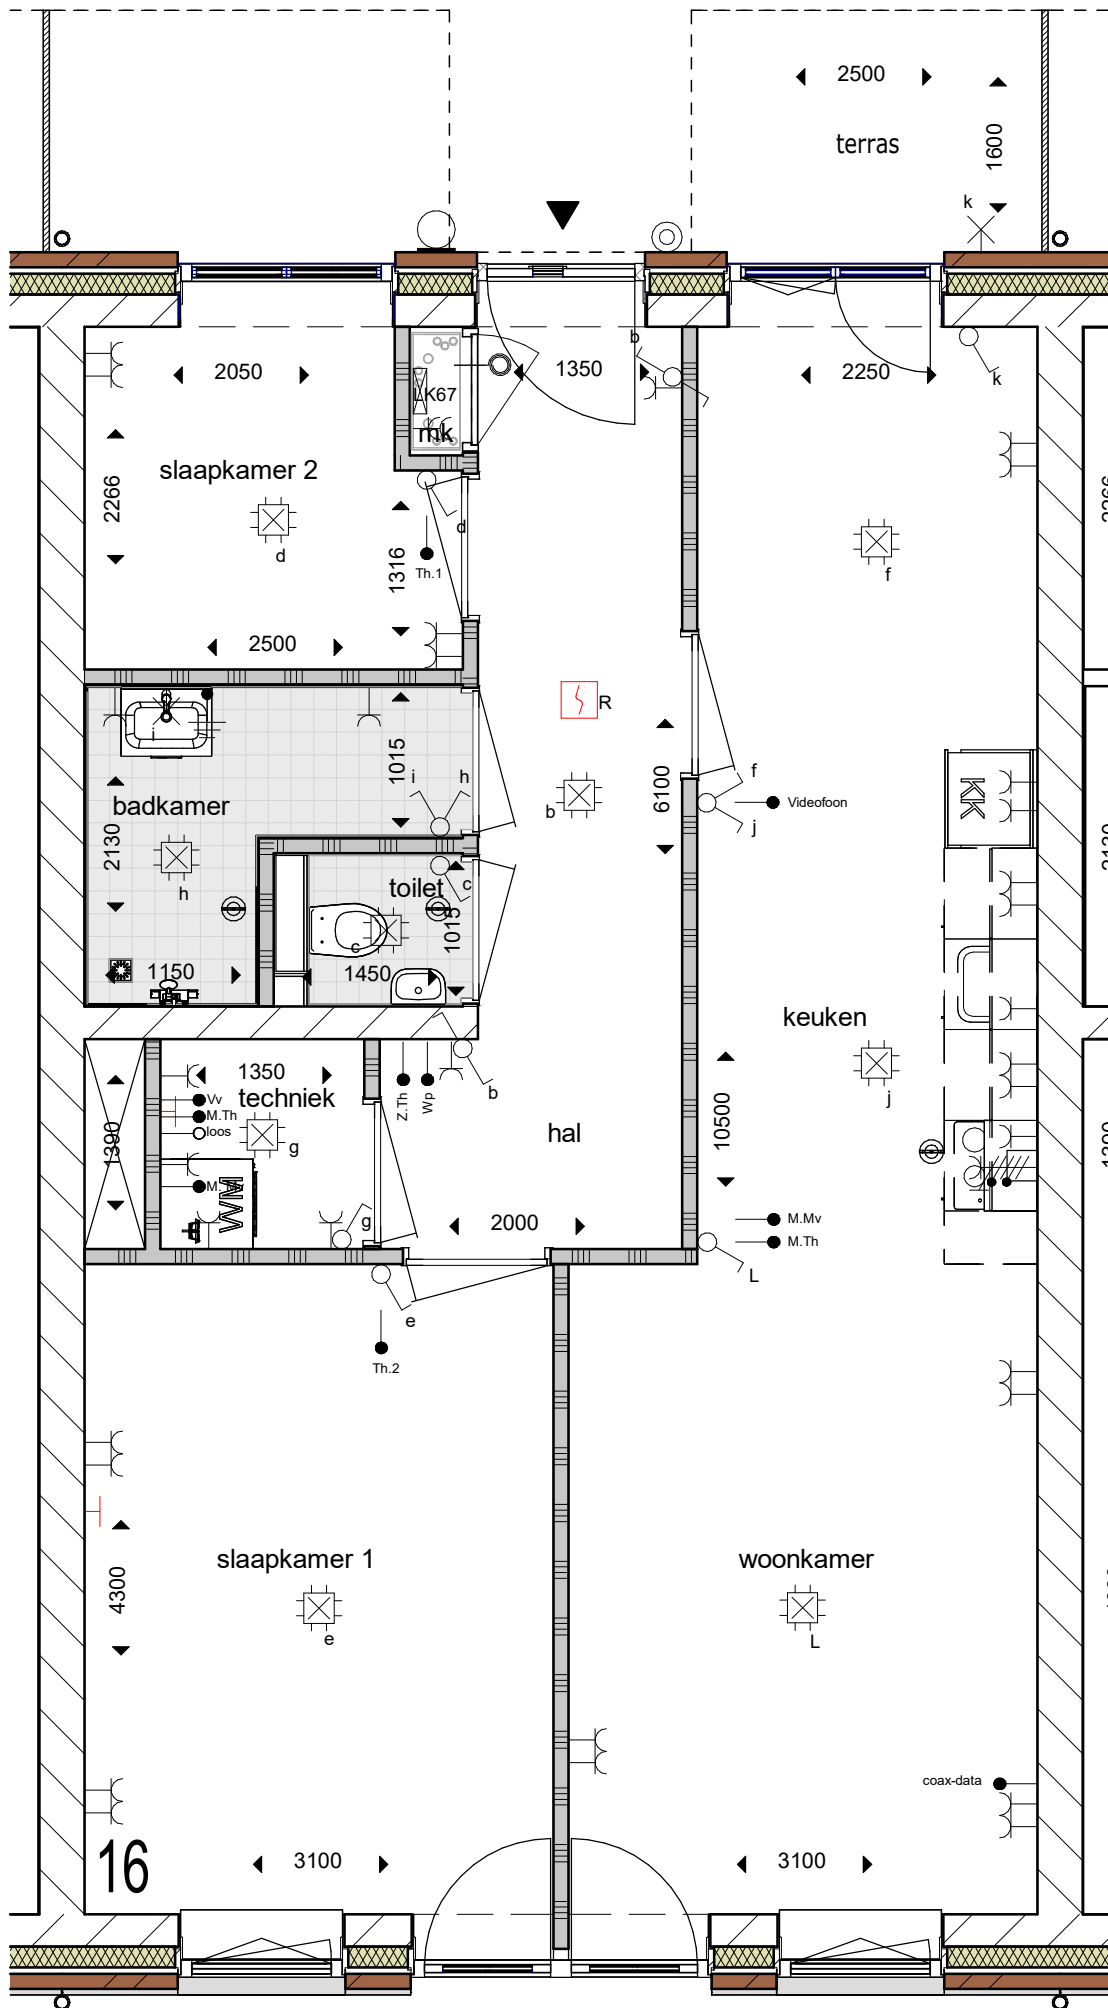 2500
terras
1600
k
b
k
2050
1350
2250
LK67
mk
slaapkamer 2
2266
2266
d
d
1316
Th.1
f
2500
R
i
1015
6100
f
i
h
badkamer
b
Videofoon
j
KK
2130
2130
h
toilet
c
c
1015
1150
1450
keuken
j
1350
techniek
b
Z.Th
Wp
Vv
M.Th
loos
g
hal
10500
1390
WM
g
2000
M.Mv
M.Th
L
e
Th.2
slaapkamer 1
woonkamer
4300
e
L
coax-data
16
3100
3100